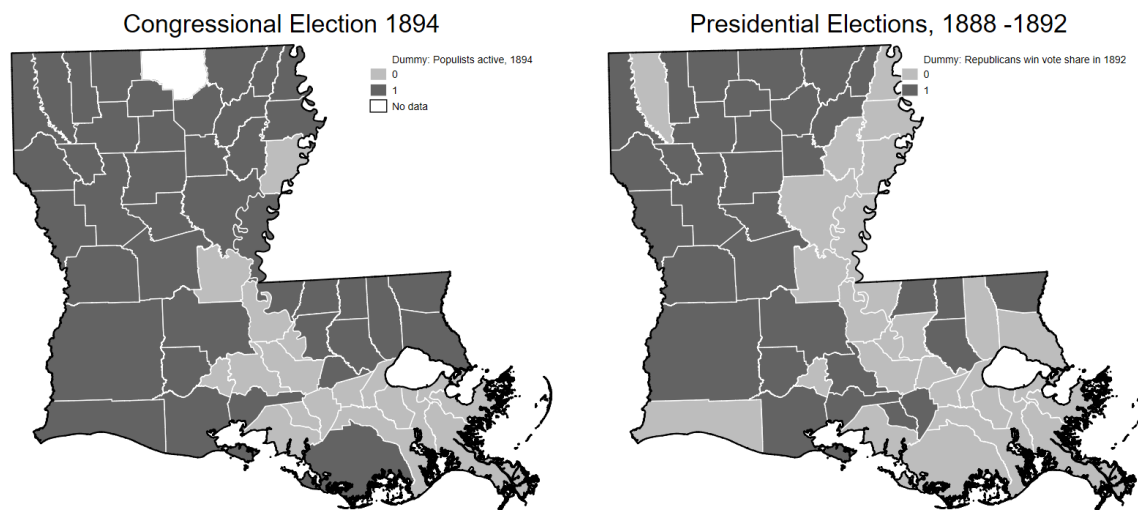 Congressional Election 1894
Dummy: Populists active, 1894
0
1
No data
Presidential Elections, 1888 -1892
Dummy: Republicans win vote share in 1892
0
1